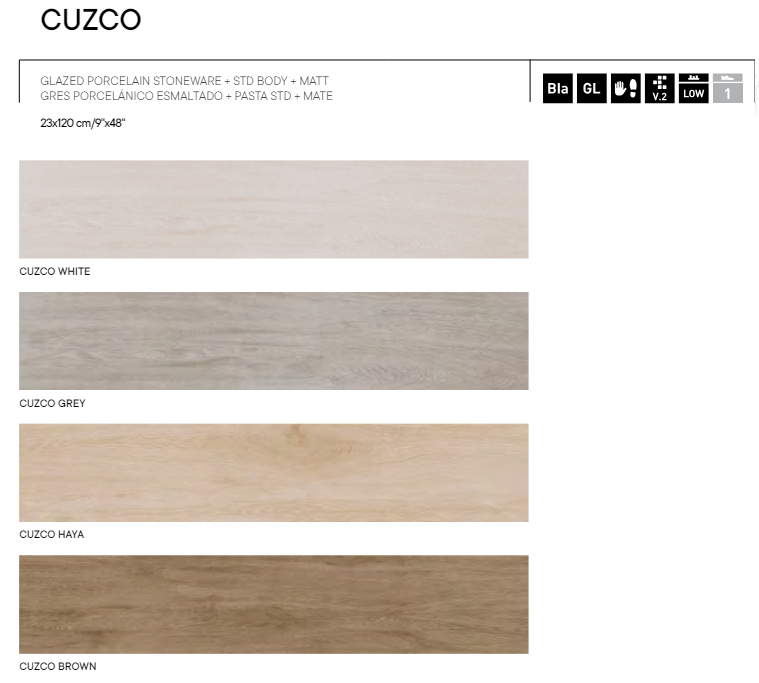 CUZCO
GLAZED PORCELAIN STONEWARE + STD BODY + MATT
GRES PORCELÁNICO ESMALTADO + PASTA STD + MATE
23x120 cm/9"x48"
BIa GL V.2 LOW 1
CUZCO WHITE
CUZCO GREY
CUZCO HAYA
CUZCO BROWN